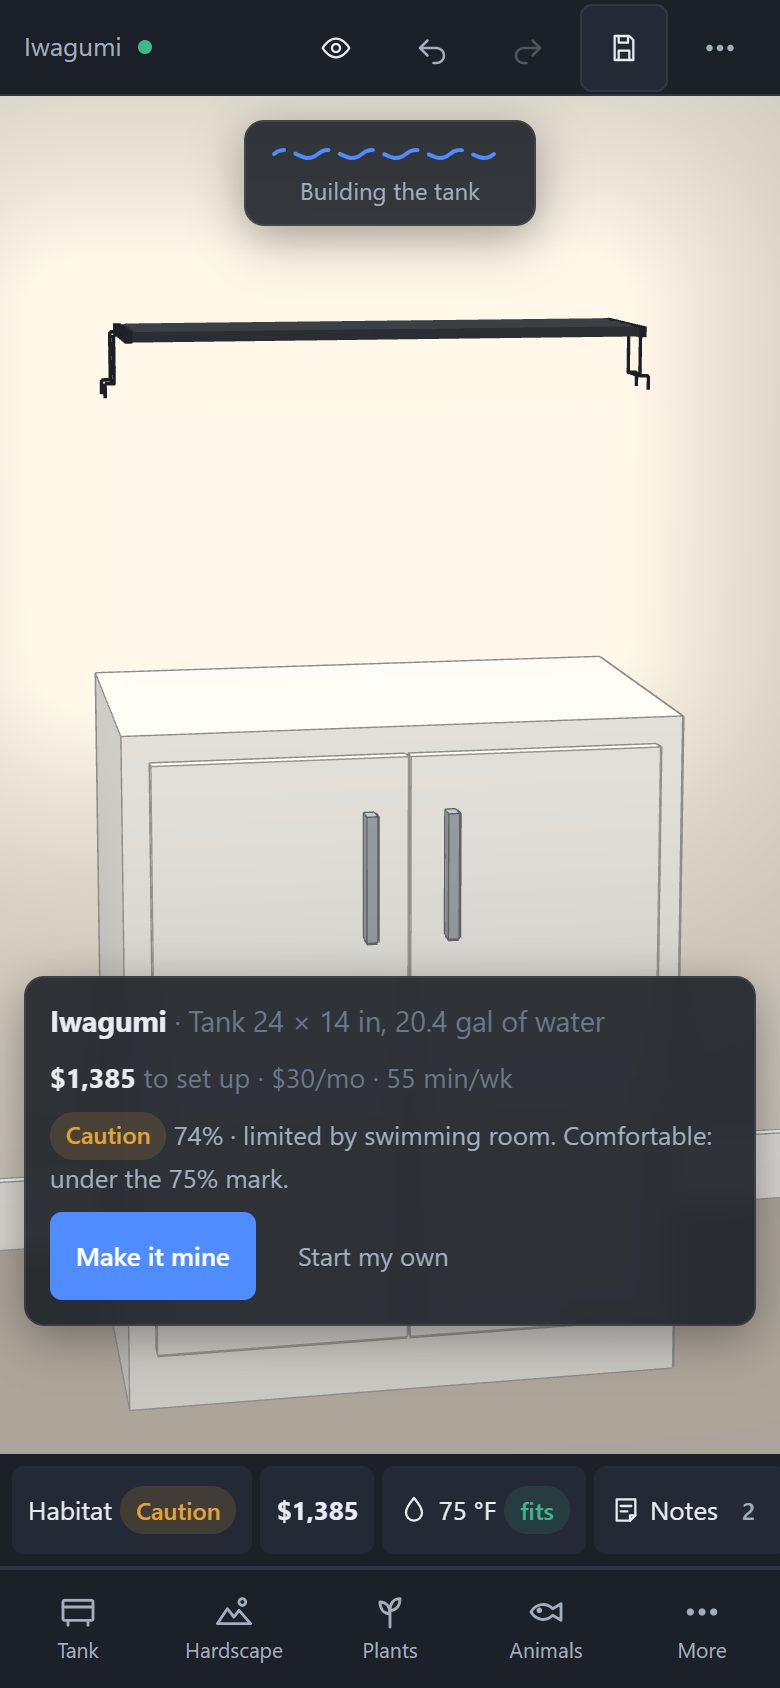 Iwagumi
Building the tank
Iwagumi · Tank 24 × 14 in, 20.4 gal of water
$1,385 to set up · $30/mo · 55 min/wk
Caution 74% · limited by swimming room. Comfortable:
under the 75% mark.
Make it mine Start my own
Habitat Caution $1,385 75 °F fits Notes 2
Tank Hardscape Plants Animals More